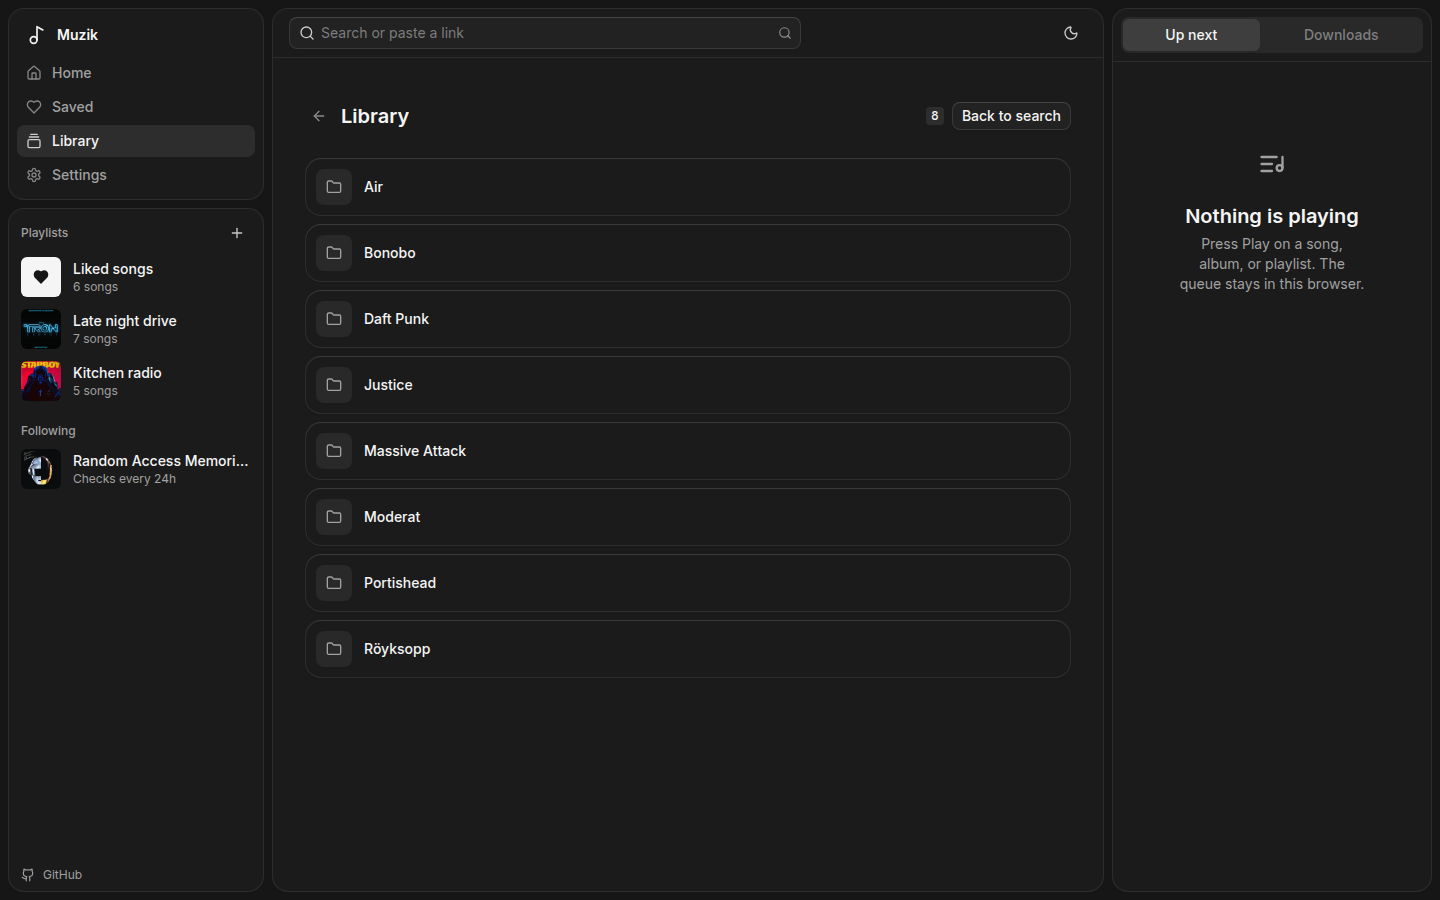 Muzik
Home
Saved
Library
Settings
Playlists
Liked songs
6 songs
TRON
Late night drive
7 songs
STARBOY
Kitchen radio
5 songs
Following
Random Access Memori...
Checks every 24h
GitHub
Search or paste a link
Library
8
Back to search
Air
Bonobo
Daft Punk
Justice
Massive Attack
Moderat
Portishead
Röyksopp
Up next
Downloads
Nothing is playing
Press Play on a song,
album, or playlist. The
queue stays in this browser.